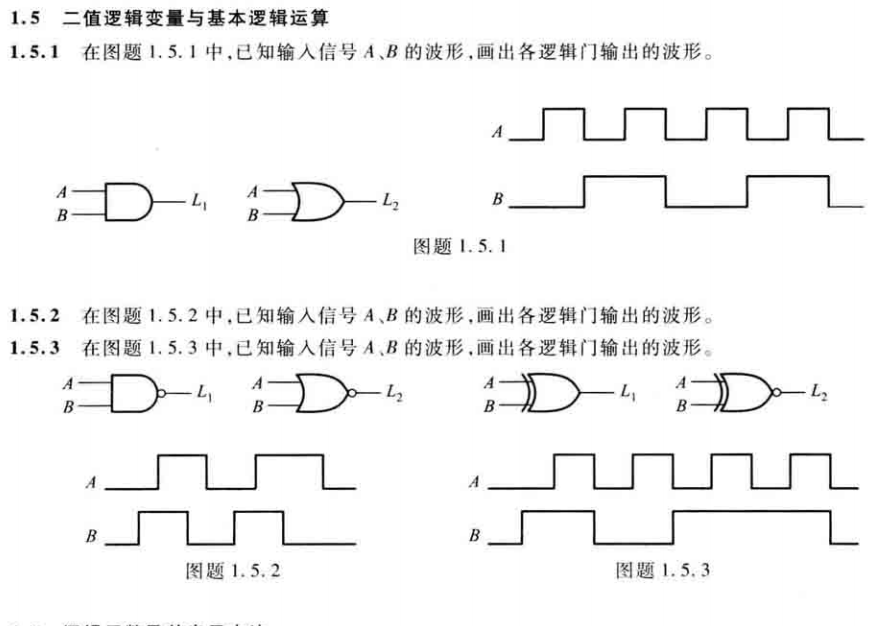 1.5 二值逻辑变量与基本逻辑运算
1.5.1 在图题 1.5.1 中,已知输入信号 A、B 的波形,画出各逻辑门输出的波形。
A
A
B
L₁
A
B
L₂
B
图题 1.5.1
1.5.2 在图题 1.5.2 中,已知输入信号 A、B 的波形,画出各逻辑门输出的波形。
1.5.3 在图题 1.5.3 中,已知输入信号 A、B 的波形,画出各逻辑门输出的波形。
A
B
L₁
A
B
L₂
A
B
L₁
A
B
L₂
A
A
B
B
图题 1.5.2
图题 1.5.3